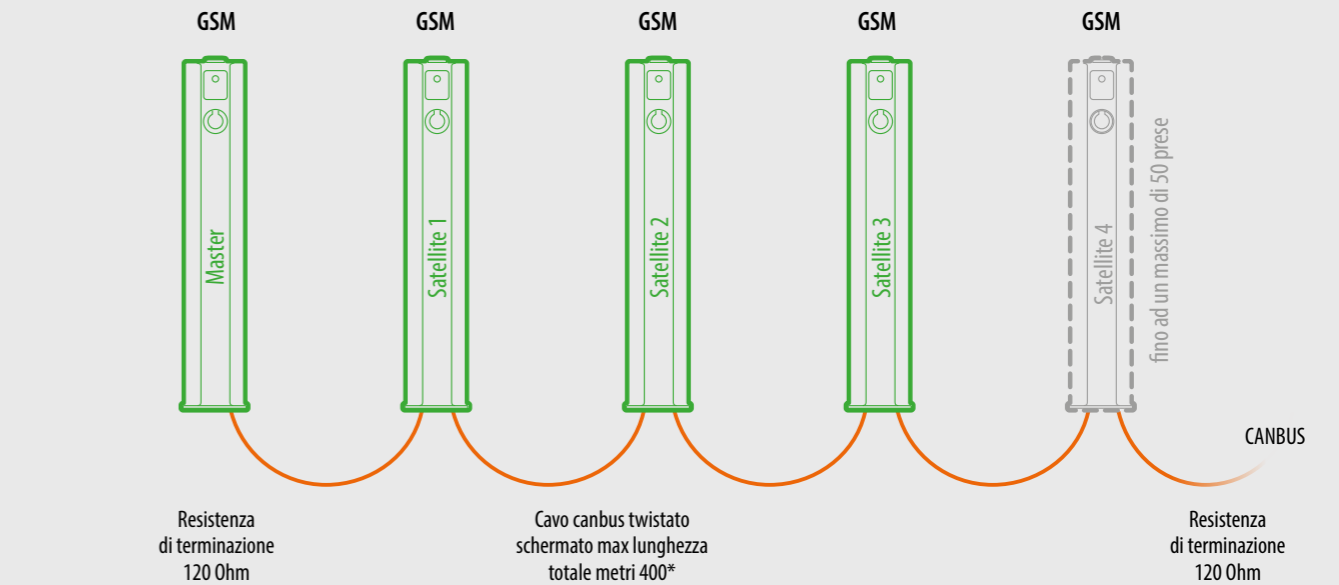 GSM
GSM
GSM
GSM
GSM
Master
Satellite 1
Satellite 2
Satellite 3
Satellite 4
fino ad un massimo di 50 prese
CANBUS
Resistenza
di terminazione
120 Ohm
Cavo canbus twistato
schermato max lunghezza
totale metri 400*
Resistenza
di terminazione
120 Ohm